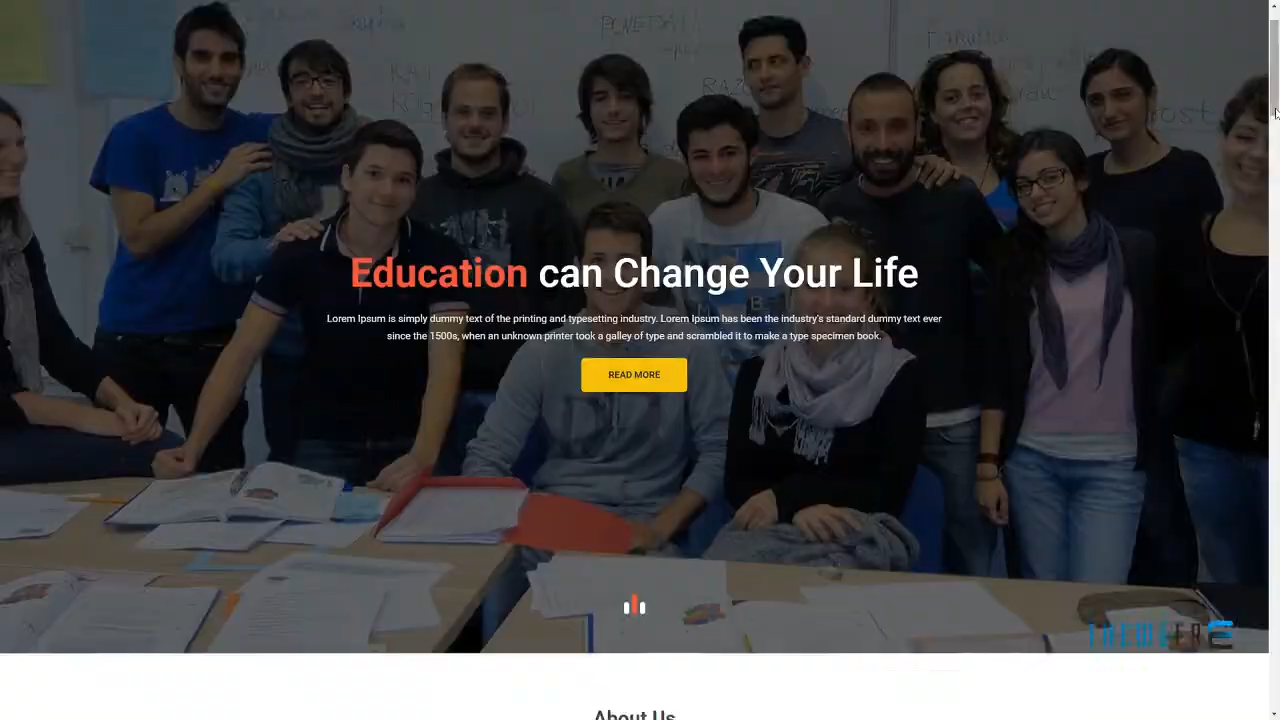 Education can Change Your Life
Lorem Ipsum is simply dummy text of the printing and typesetting industry. Lorem Ipsum has been the industry's standard dummy text ever
since the 1500s, when an unknown printer took a galley of type and scrambled it to make a type specimen book.
READ MORE
About Us